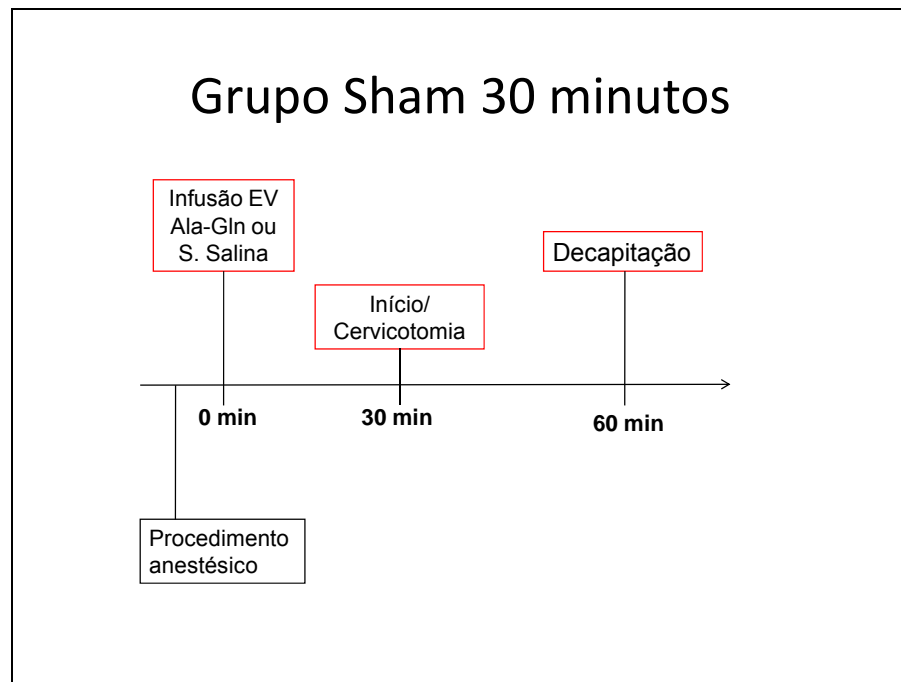 Grupo Sham 30 minutos
Infusão EV
Ala-Gln ou
S. Salina
Decapitação
Início/
Cervicotomia
0 min
30 min
60 min
Procedimento
anestésico